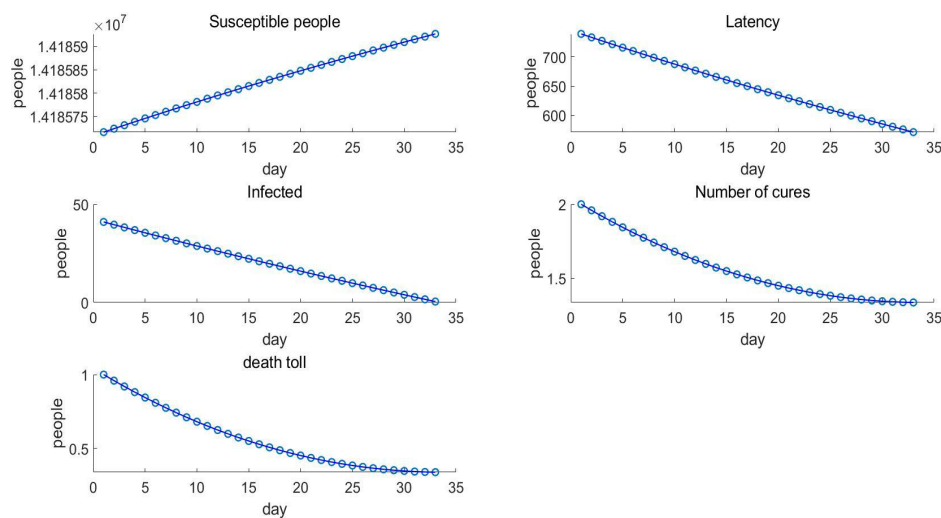 Susceptible people
×10⁷
1.41859
1.418585
1.41858
1.418575
people
0 5 10 15 20 25 30 35
day
Latency
700
650
600
people
0 5 10 15 20 25 30 35
day
Infected
50
0
people
0 5 10 15 20 25 30 35
day
Number of cures
2
1.5
people
0 5 10 15 20 25 30 35
day
death toll
1
0.5
people
0 5 10 15 20 25 30 35
day